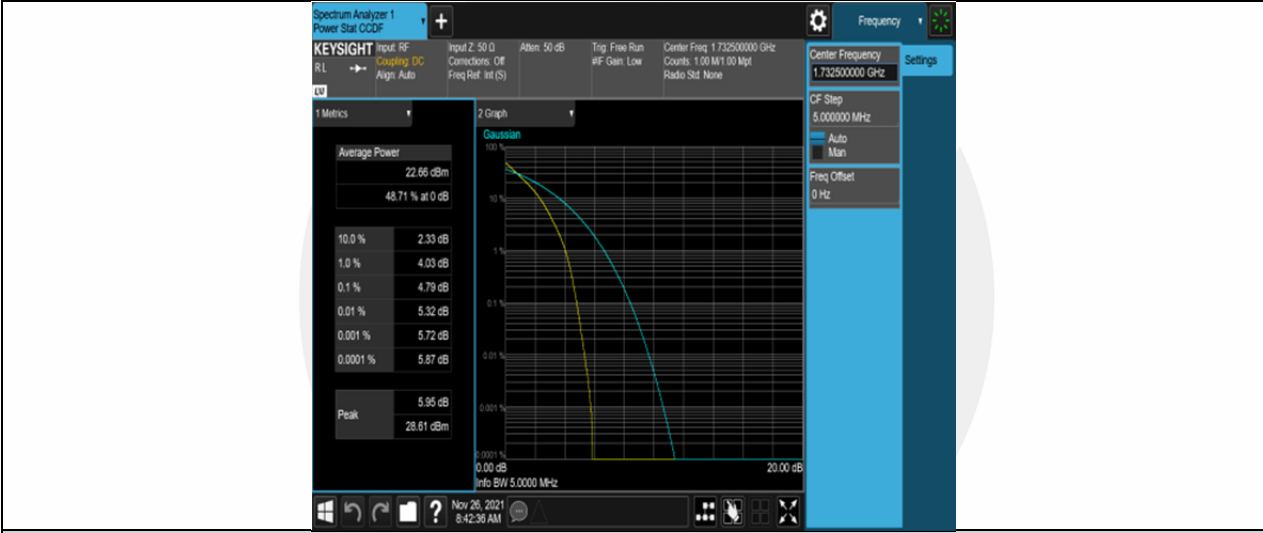 Spectrum Analyzer 1
Power Stat CCDF
+
Frequency
KEYSIGHT
RL
Input: RF
Coupling: DC
Align: Auto
Input Z: 50 Ω
Corrections: Off
Freq Ref: Int (S)
Atten: 50 dB
Trig: Free Run
#IF Gain: Low
Center Freq: 1.732500000 GHz
Counts: 1.00 M/1.00 Mpt
Radio Std: None
Center Frequency
1.732500000 GHz
Settings
CF Step
5.000000 MHz
Auto
Man
Freq Offset
0 Hz
1 Metrics
Average Power
22.66 dBm
48.71 % at 0 dB
10.0 % 2.33 dB
1.0 % 4.03 dB
0.1 % 4.79 dB
0.01 % 5.32 dB
0.001 % 5.72 dB
0.0001 % 5.87 dB
Peak
5.95 dB
28.61 dBm
2 Graph
Gaussian
100 %
10 %
1 %
0.1 %
0.01 %
0.001 %
0.0001 %
0.00 dB
20.00 dB
Info BW 5.0000 MHz
?
Nov 26, 2021
8:42:36 AM